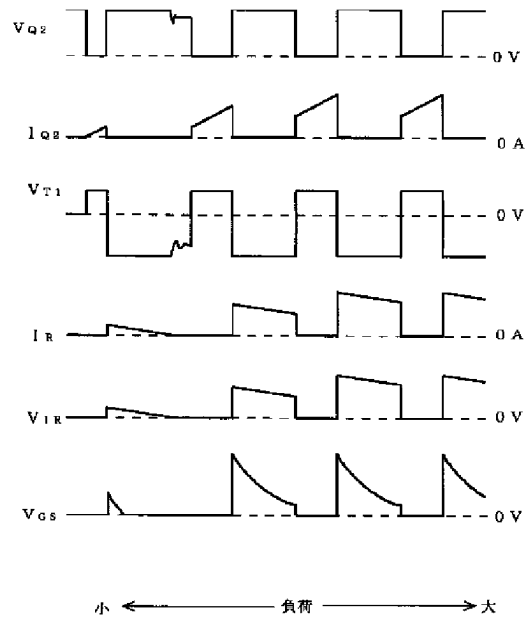 VQ2
0 V
IQ2
0 A
VT1
0 V
IR
0 A
VIR
0 V
VGS
0 V
小 負荷 大